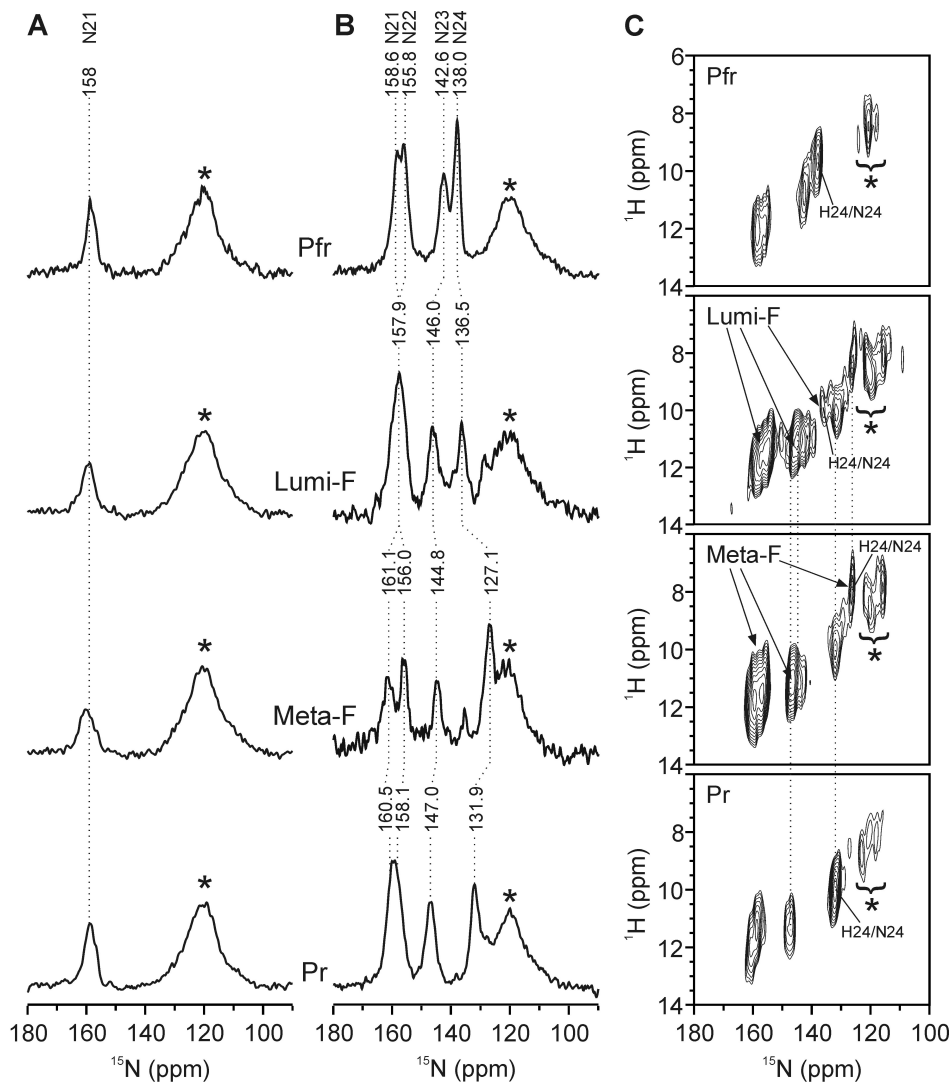 A
158 N21
*
Pfr
*
Lumi-F
*
Meta-F
*
Pr
180 160 140 120 100
¹⁵N (ppm)
B
158.6 N21
155.8 N22
142.6 N23
138.0 N24
*
157.9
146.0
136.5
*
161.1
156.0
144.8
127.1
*
160.5
158.1
147.0
131.9
*
180 160 140 120 100
¹⁵N (ppm)
C
6
8
10
12
14
¹H (ppm)
Pfr
H24/N24
*
8
10
12
14
¹H (ppm)
Lumi-F
H24/N24
*
8
10
12
14
¹H (ppm)
Meta-F
H24/N24
*
8
10
12
14
¹H (ppm)
Pr
H24/N24
*
180 160 140 120 100
¹⁵N (ppm)